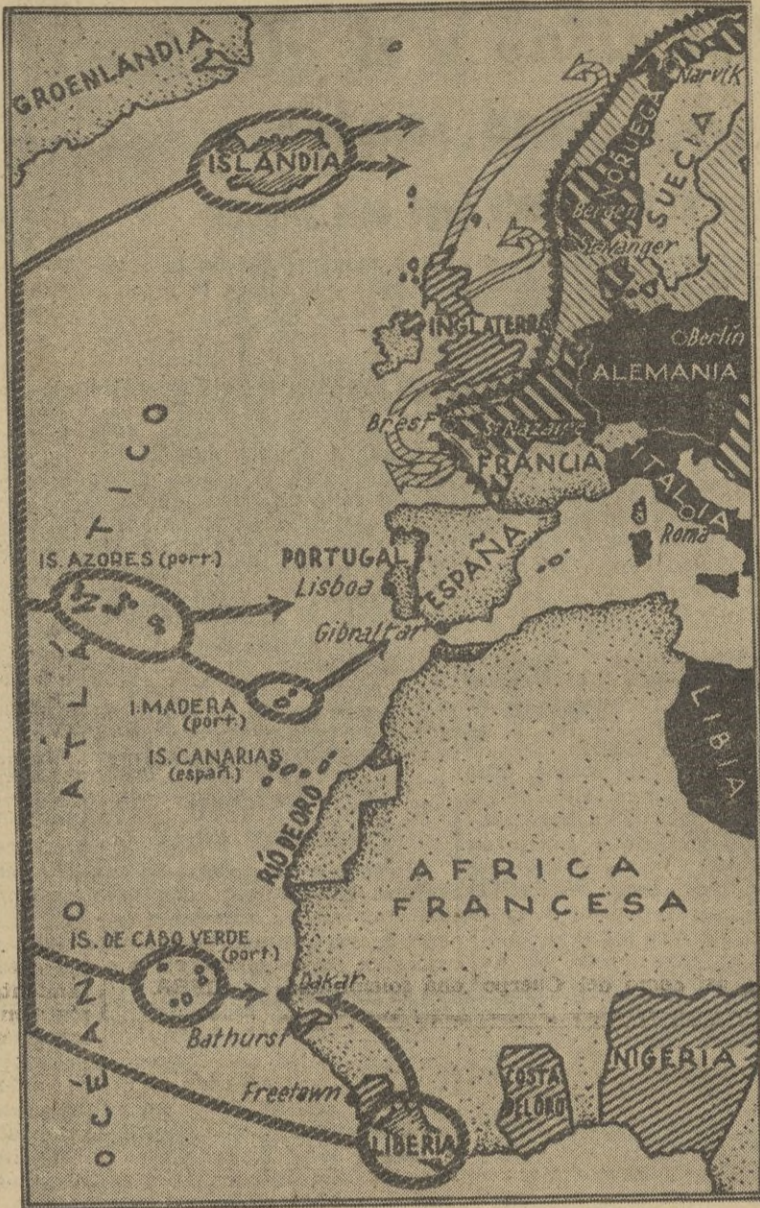 GROENLANDIA
ISLANDIA
Narvik
NORUEGA
SUECIA
Bergen
Stavanger
INGLATERRA
Berlín
ALEMANIA
Brest
St Nazaire
FRANCIA
ITALIA
Roma
OCÉANO ATLÁNTICO
IS. AZORES (port.)
PORTUGAL
Lisboa
ESPAÑA
Gibraltar
I. MADERA
(port.)
IS. CANARIAS
(españ.)
LIBIA
RÍO DE ORO
AFRICA
FRANCESA
IS. DE CABO VERDE
(port.)
Dakar
Bathurst
Freetown
LIBERIA
COSTA
DEL ORO
NIGERIA